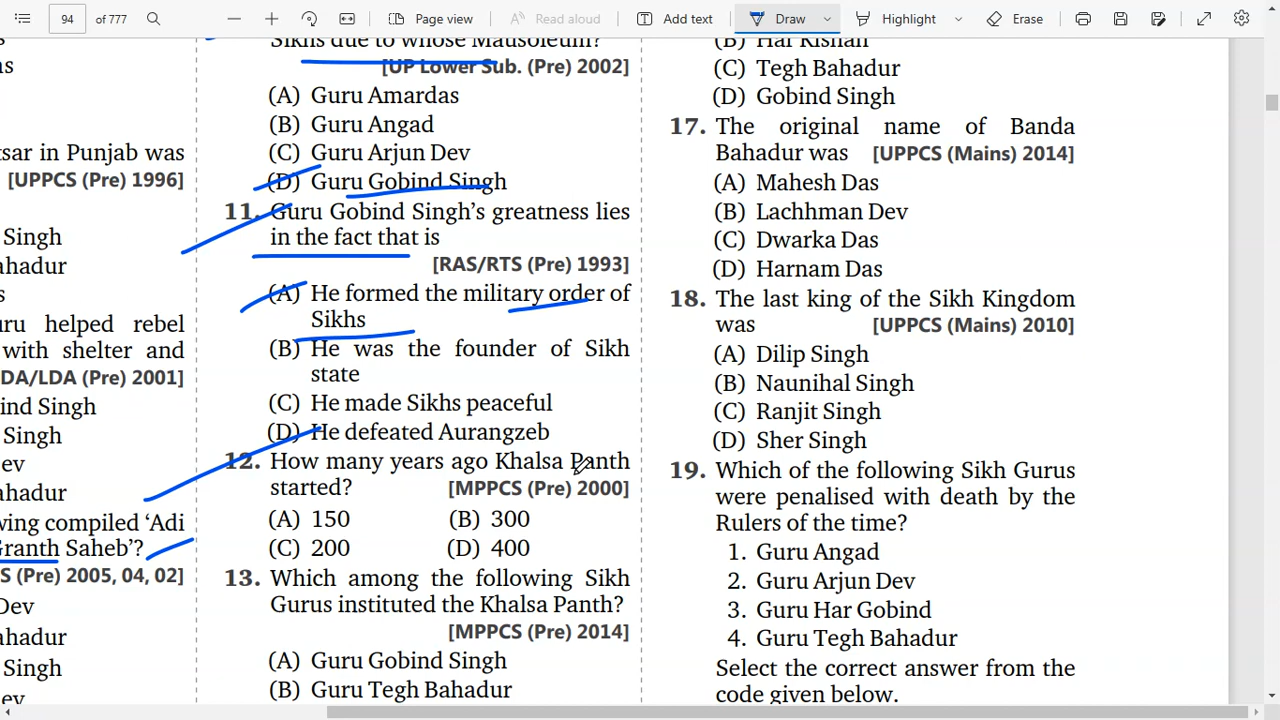 94
of 777
Page view
Read aloud
Add text
Draw
Highlight
Erase
s
ns
tsar in Punjab was
[UPPCS (Pre) 1996]
Singh
ahadur
s
uru helped rebel
with shelter and
DA/LDA (Pre) 2001]
ind Singh
Singh
ev
ahadur
wing compiled ‘Adi
Granth Saheb’?
S (Pre) 2005, 04, 02]
Dev
ahadur
Singh
ev
Sikhs due to whose Mausoleum?
[UP Lower Sub. (Pre) 2002]
(A) Guru Amardas
(B) Guru Angad
(C) Guru Arjun Dev
(D) Guru Gobind Singh
11. Guru Gobind Singh’s greatness lies
in the fact that is
[RAS/RTS (Pre) 1993]
(A) He formed the military order of
Sikhs
(B) He was the founder of Sikh
state
(C) He made Sikhs peaceful
(D) He defeated Aurangzeb
12. How many years ago Khalsa Panth
started? [MPPCS (Pre) 2000]
(A) 150 (B) 300
(C) 200 (D) 400
13. Which among the following Sikh
Gurus instituted the Khalsa Panth?
[MPPCS (Pre) 2014]
(A) Guru Gobind Singh
(B) Guru Tegh Bahadur
(B) Har Kishan
(C) Tegh Bahadur
(D) Gobind Singh
17. The original name of Banda
Bahadur was [UPPCS (Mains) 2014]
(A) Mahesh Das
(B) Lachhman Dev
(C) Dwarka Das
(D) Harnam Das
18. The last king of the Sikh Kingdom
was [UPPCS (Mains) 2010]
(A) Dilip Singh
(B) Naunihal Singh
(C) Ranjit Singh
(D) Sher Singh
19. Which of the following Sikh Gurus
were penalised with death by the
Rulers of the time?
1. Guru Angad
2. Guru Arjun Dev
3. Guru Har Gobind
4. Guru Tegh Bahadur
Select the correct answer from the
code given below.